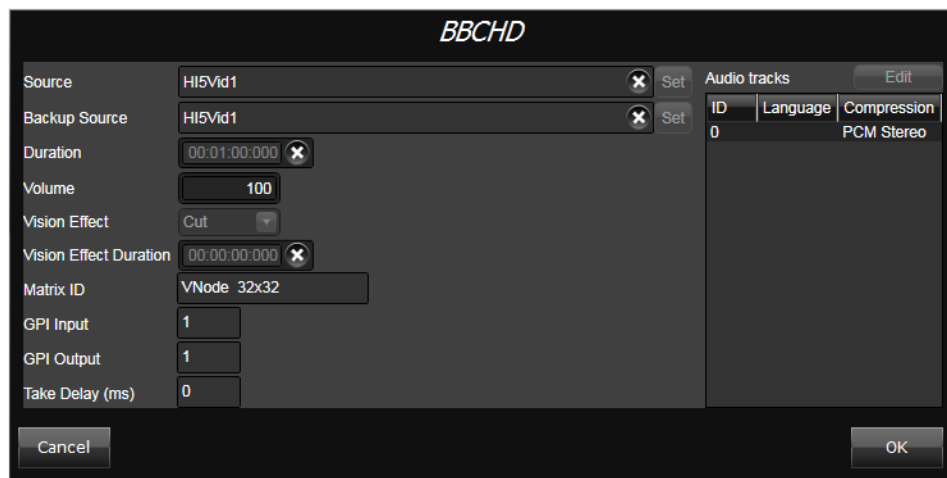 BBCHD
Source HI5Vid1 Set
Backup Source HI5Vid1 Set
Duration 00:01:00:000
Volume 100
Vision Effect Cut
Vision Effect Duration 00:00:00:000
Matrix ID VNode 32x32
GPI Input 1
GPI Output 1
Take Delay (ms) 0
Audio tracks Edit
ID Language Compression
0 PCM Stereo
Cancel OK